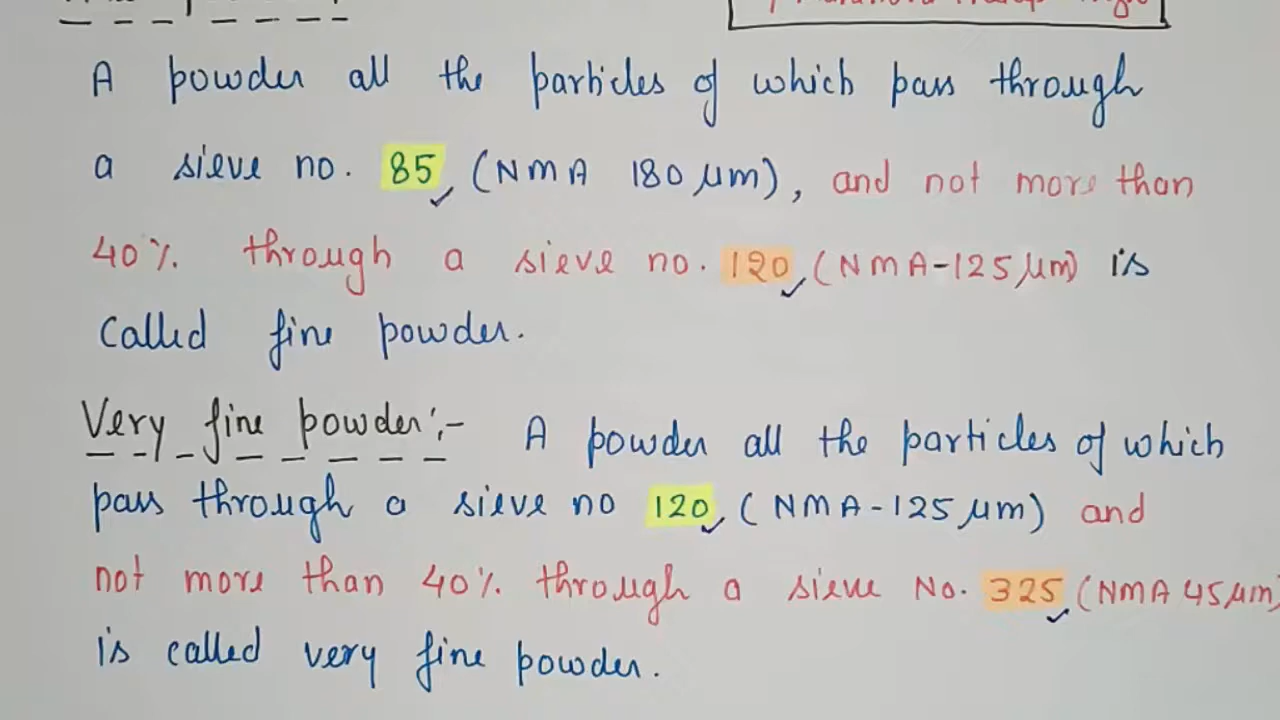 A powder all the particles of which pass through
a sieve no. 85, (NMA 180 μm), and not more than
40%. through a sieve no. 120, (NMA-125 μm) is
called fine powder.
Very fine powder:- A powder all the particles of which
pass through a sieve no 120, (NMA-125 μm) and
not more than 40%. through a sieve No. 325, (NMA 45 μm)
is called very fine powder.